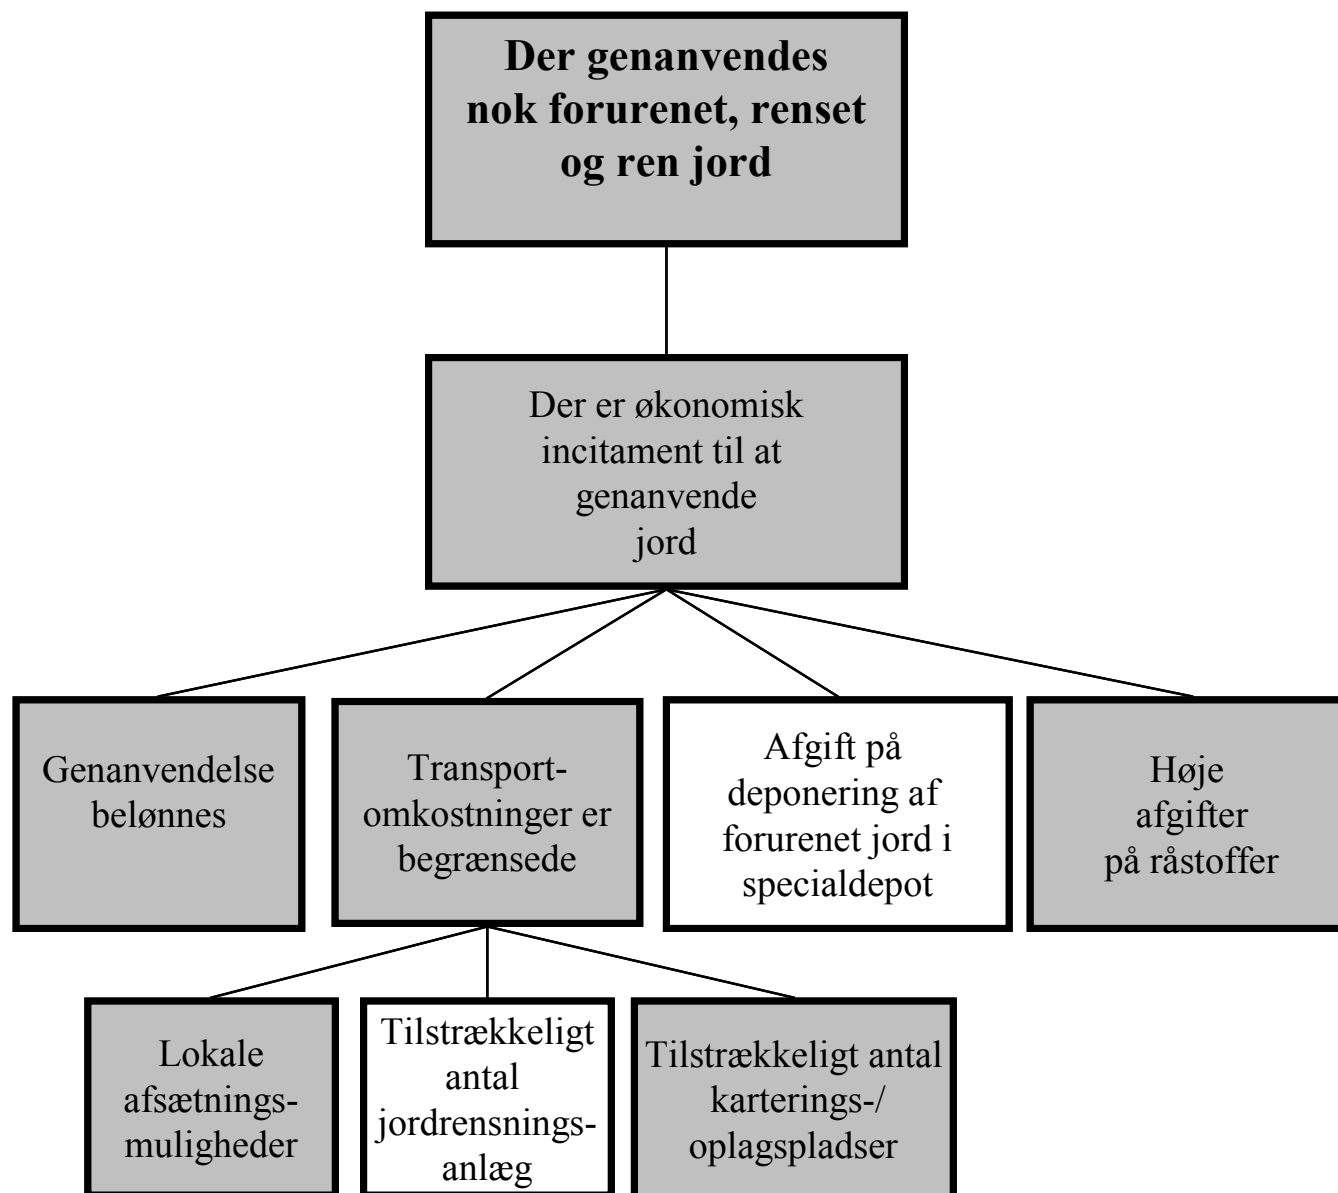 Der genanvendes
nok forurenet, renset
og ren jord
Der er økonomisk
incitament til at
genanvende
jord
Genanvendelse
belønnes
Transport-
omkostninger er
begrænsede
Afgift på
deponering af
forurenet jord i
specialdepot
Høje
afgifter
på råstoffer
Lokale
afsætnings-
muligheder
Tilstrækkeligt
antal
jordrensnings-
anlæg
Tilstrækkeligt antal
karterings-/
oplagspladser